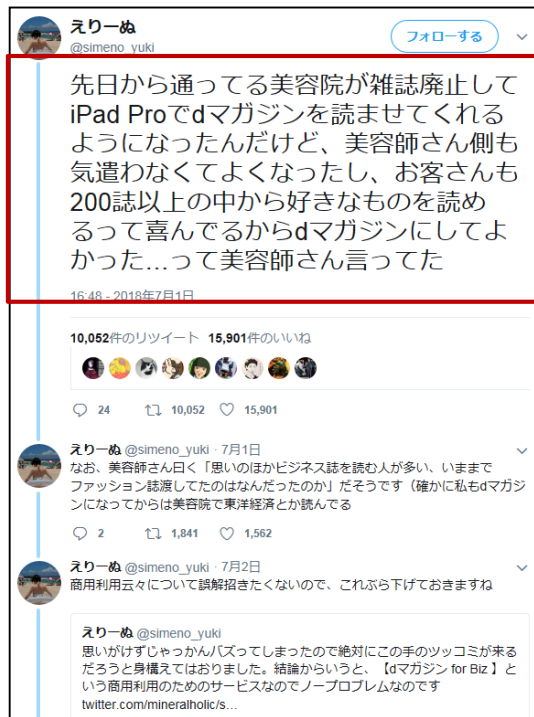 えりーぬ
@simeno_yuki
フォローする
先日から通ってる美容院が雑誌廃止して
iPad Proでdマガジンを読ませてくれる
ようになったんだけど、美容師さん側も
気遣わなくてよくなったし、お客さんも
200誌以上の中から好きなものを読め
るって喜んでるからdマガジンにしてよ
かった…って美容師さん言ってた
16:48 - 2018年7月1日
10,052件のリツイート 15,901件のいいね
24 10,052 15,901
えりーぬ @simeno_yuki · 7月1日
なお、美容師さん曰く「思いのほかビジネス誌を読む人が多い、いままで
ファッション誌渡してたのはなんだったのか」だそうです（確かに私もdマガジ
ンになってからは美容院で東洋経済とか読んでる
2 1,841 1,562
えりーぬ @simeno_yuki · 7月2日
商用利用云々について誤解招きたくないので、これぶら下げておきますね
えりーぬ @simeno_yuki
思いがけずじゃっかんバズってしまったので絶対にこの手のツッコミが来る
だろうと身構えてはおりました。結論からいうと、【dマガジン for Biz 】と
いう商用利用のためのサービスなのでノープロブレムなのです
twitter.com/mineralholic/s…